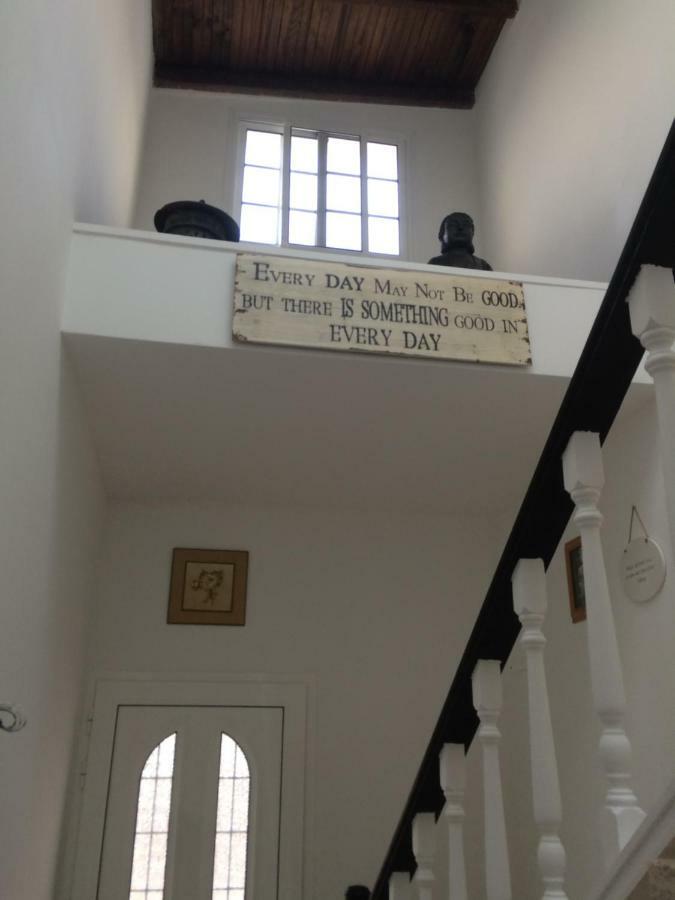 EVERY DAY MAY NOT BE GOOD,
BUT THERE IS SOMETHING GOOD IN
EVERY DAY